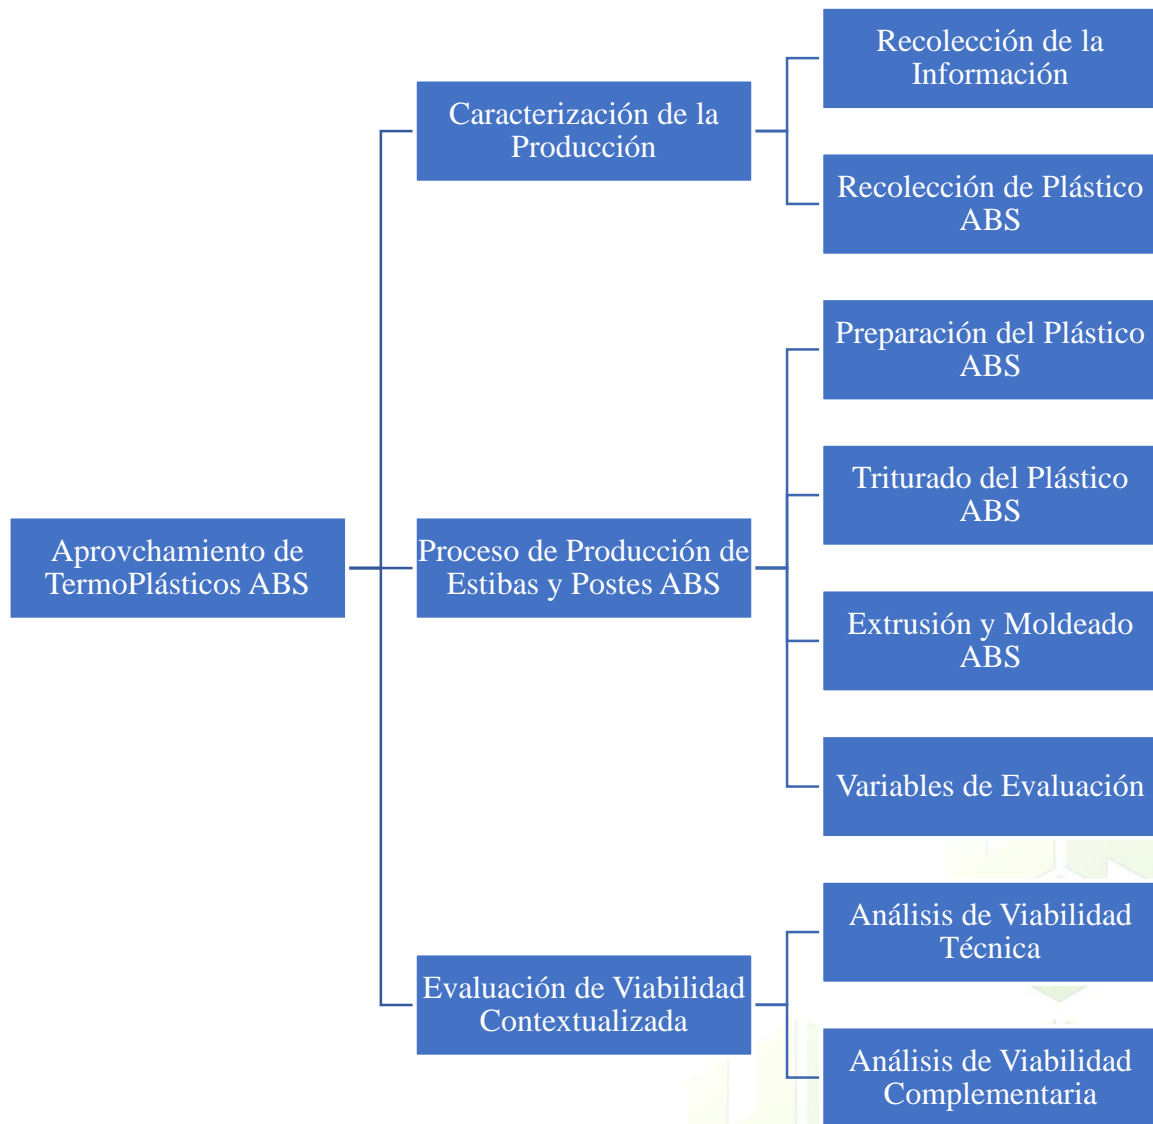 Recolección de la
Información
Caracterización de la
Producción
Recolección de Plástico
ABS
Preparación del Plástico
ABS
Triturado del Plástico
ABS
Aprovchamiento de
TermoPlásticos ABS
Proceso de Producción de
Estibas y Postes ABS
Extrusión y Moldeado
ABS
Variables de Evaluación
Análisis de Viabilidad
Técnica
Evaluación de Viabilidad
Contextualizada
Análisis de Viabilidad
Complementaria